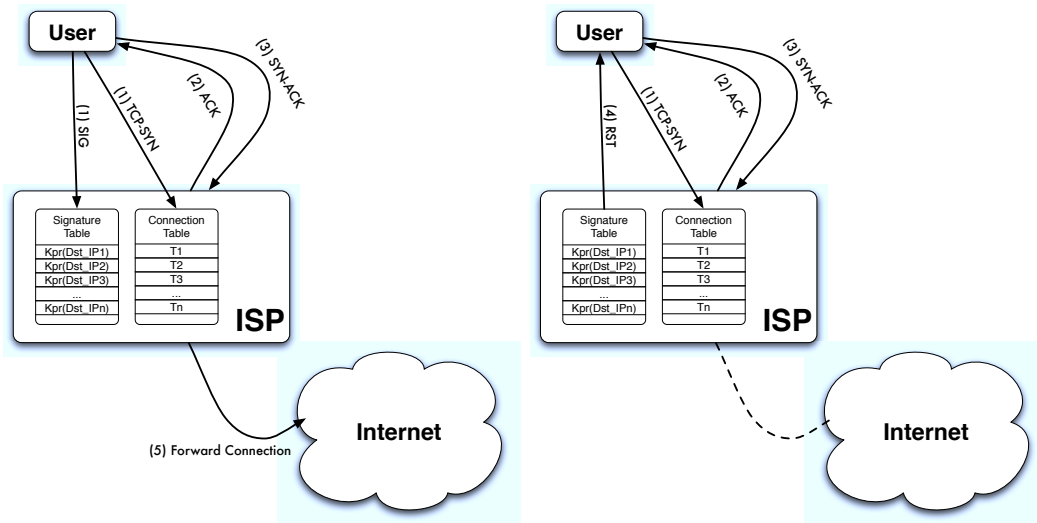 User
(1) SIG
(1) TCP-SYN
(2) ACK
(3) SYN-ACK
Signature
Table
Kpr(Dst_IP1)
Kpr(Dst_IP2)
Kpr(Dst_IP3)
...
Kpr(Dst_IPn)
Connection
Table
T1
T2
T3
...
Tn
ISP
(5) Forward Connection
Internet
User
(4) RST
(1) TCP-SYN
(2) ACK
(3) SYN-ACK
Signature
Table
Kpr(Dst_IP1)
Kpr(Dst_IP2)
Kpr(Dst_IP3)
...
Kpr(Dst_IPn)
Connection
Table
T1
T2
T3
...
Tn
ISP
Internet